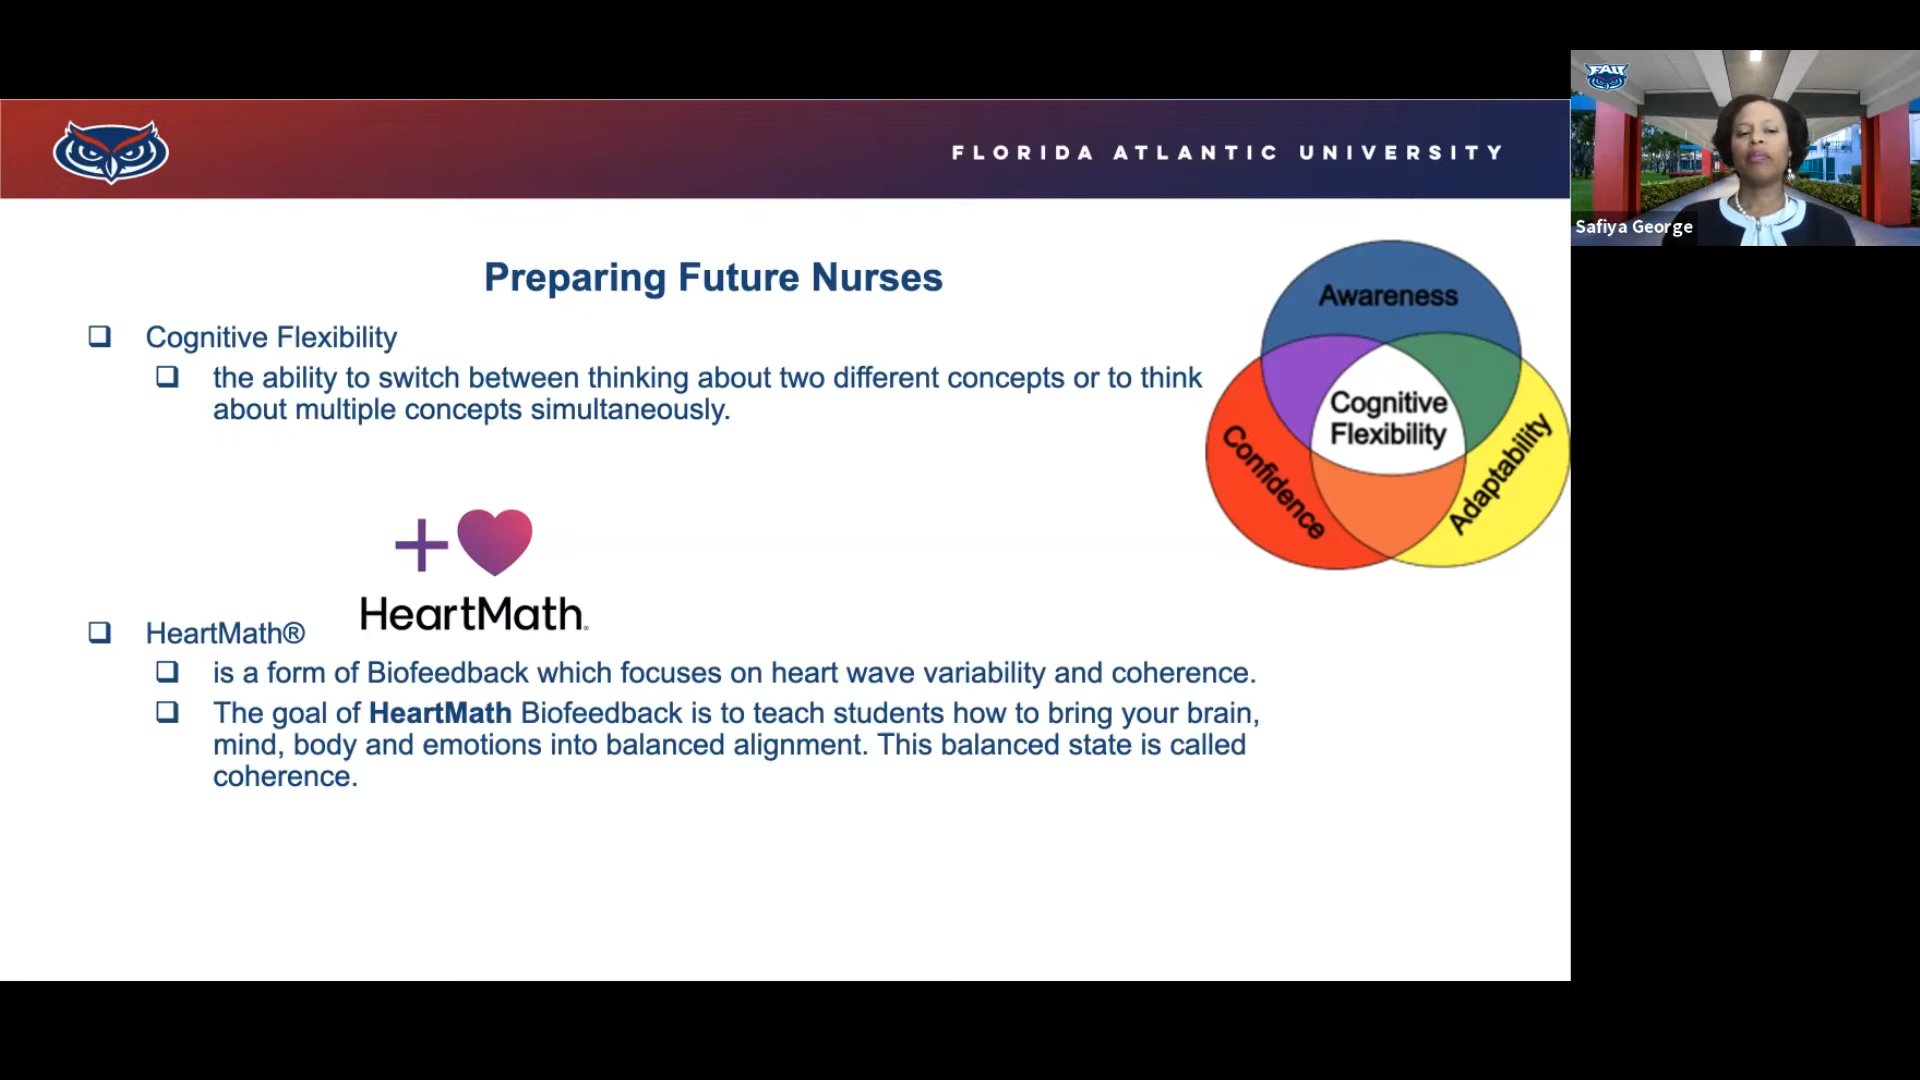 FAU
FLORIDA ATLANTIC UNIVERSITY
Safiya George
Preparing Future Nurses
Cognitive Flexibility
the ability to switch between thinking about two different concepts or to think
about multiple concepts simultaneously.
Awareness
Cognitive
Flexibility
Confidence
Adaptability
HeartMath.
HeartMath®
is a form of Biofeedback which focuses on heart wave variability and coherence.
The goal of HeartMath Biofeedback is to teach students how to bring your brain,
mind, body and emotions into balanced alignment. This balanced state is called
coherence.